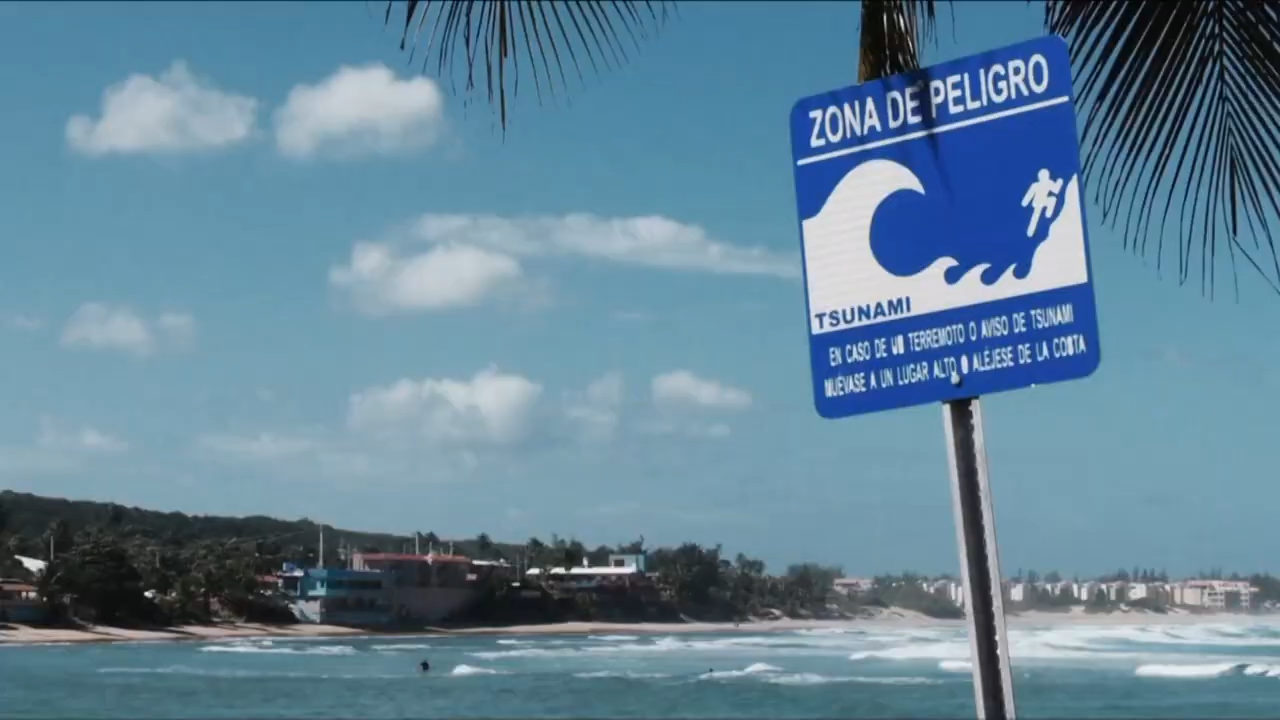 ZONA DE PELIGRO
TSUNAMI
EN CASO DE UN TERREMOTO O AVISO DE TSUNAMI
MUÉVASE A UN LUGAR ALTO O ALÉJESE DE LA COSTA